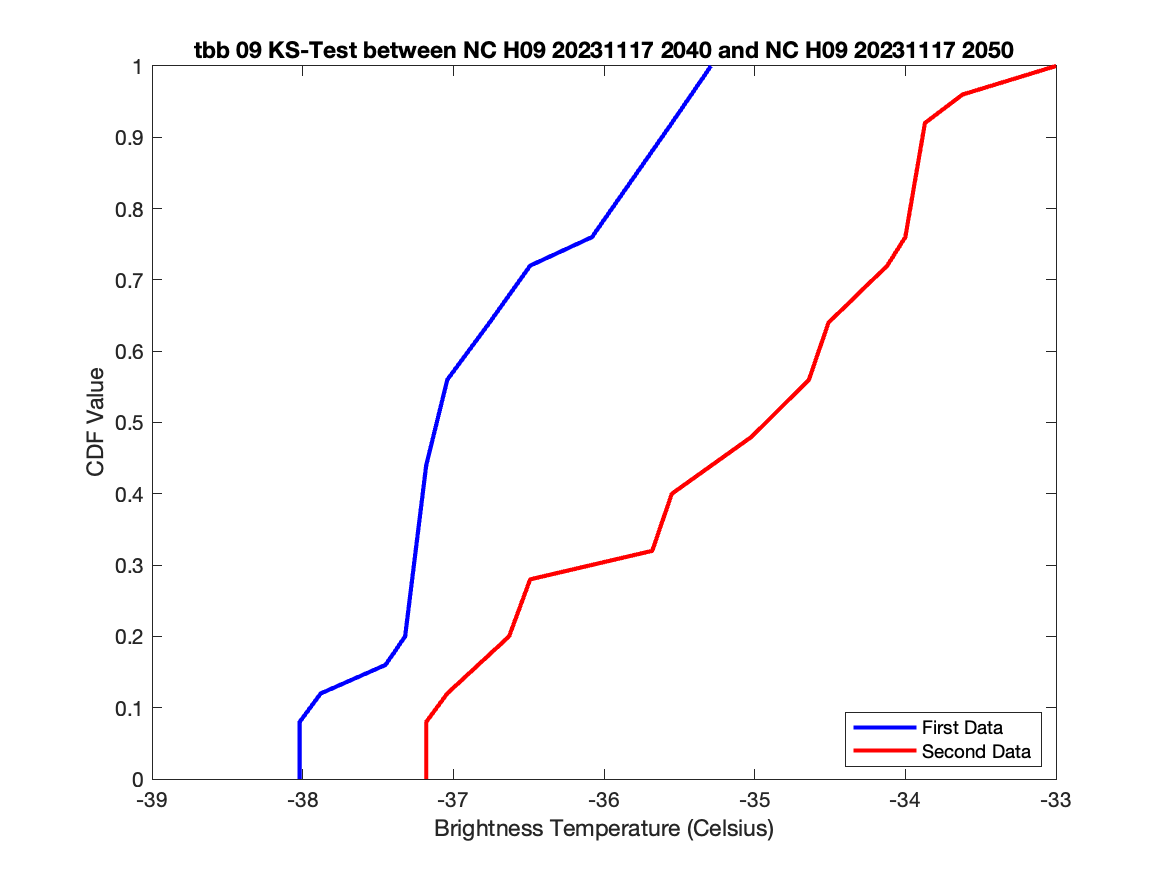 tbb 09 KS-Test between NC H09 20231117 2040 and NC H09 20231117 2050
1
0.9
0.8
0.7
0.6
0.5
0.4
0.3
0.2
0.1
0
CDF Value
First Data
Second Data
-39 -38 -37 -36 -35 -34 -33
Brightness Temperature (Celsius)